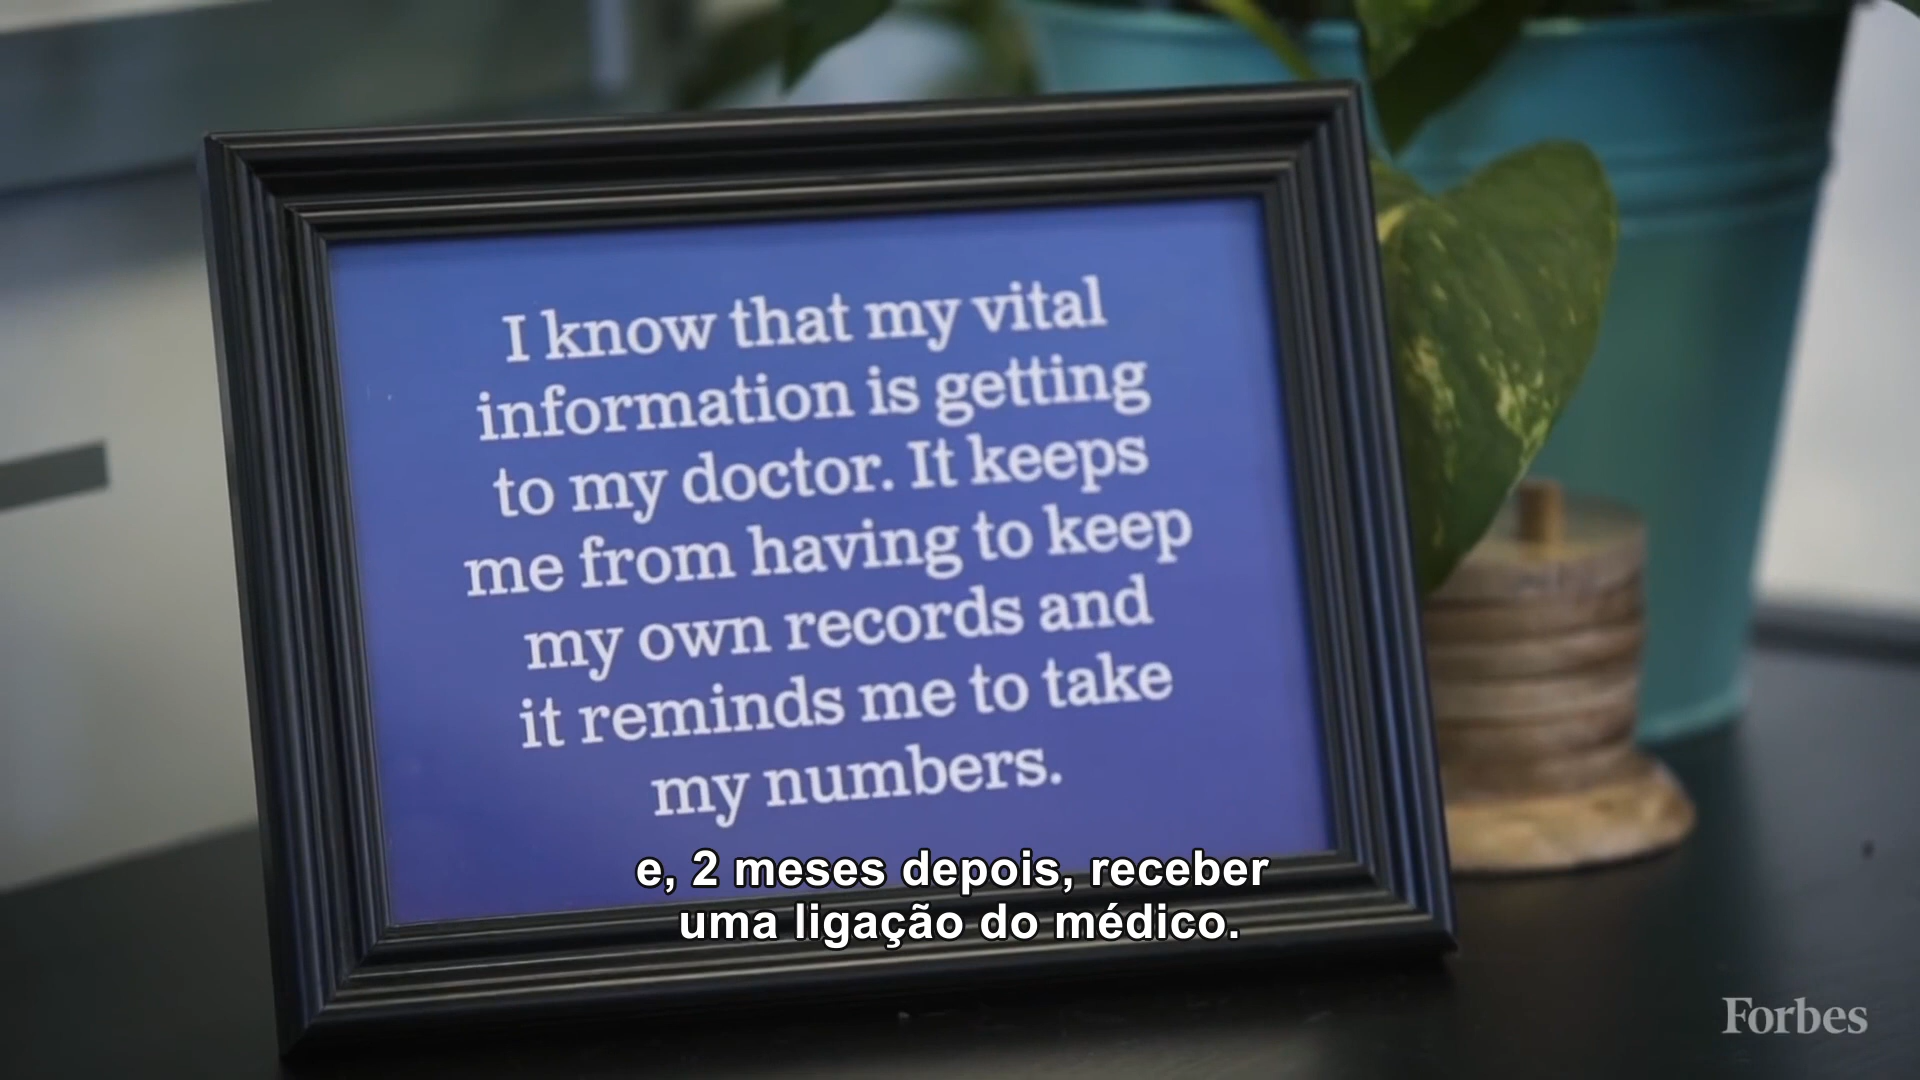 I know that my vital
information is getting
to my doctor. It keeps
me from having to keep
my own records and
it reminds me to take
my numbers.
e, 2 meses depois, receber
uma ligação do médico.
Forbes